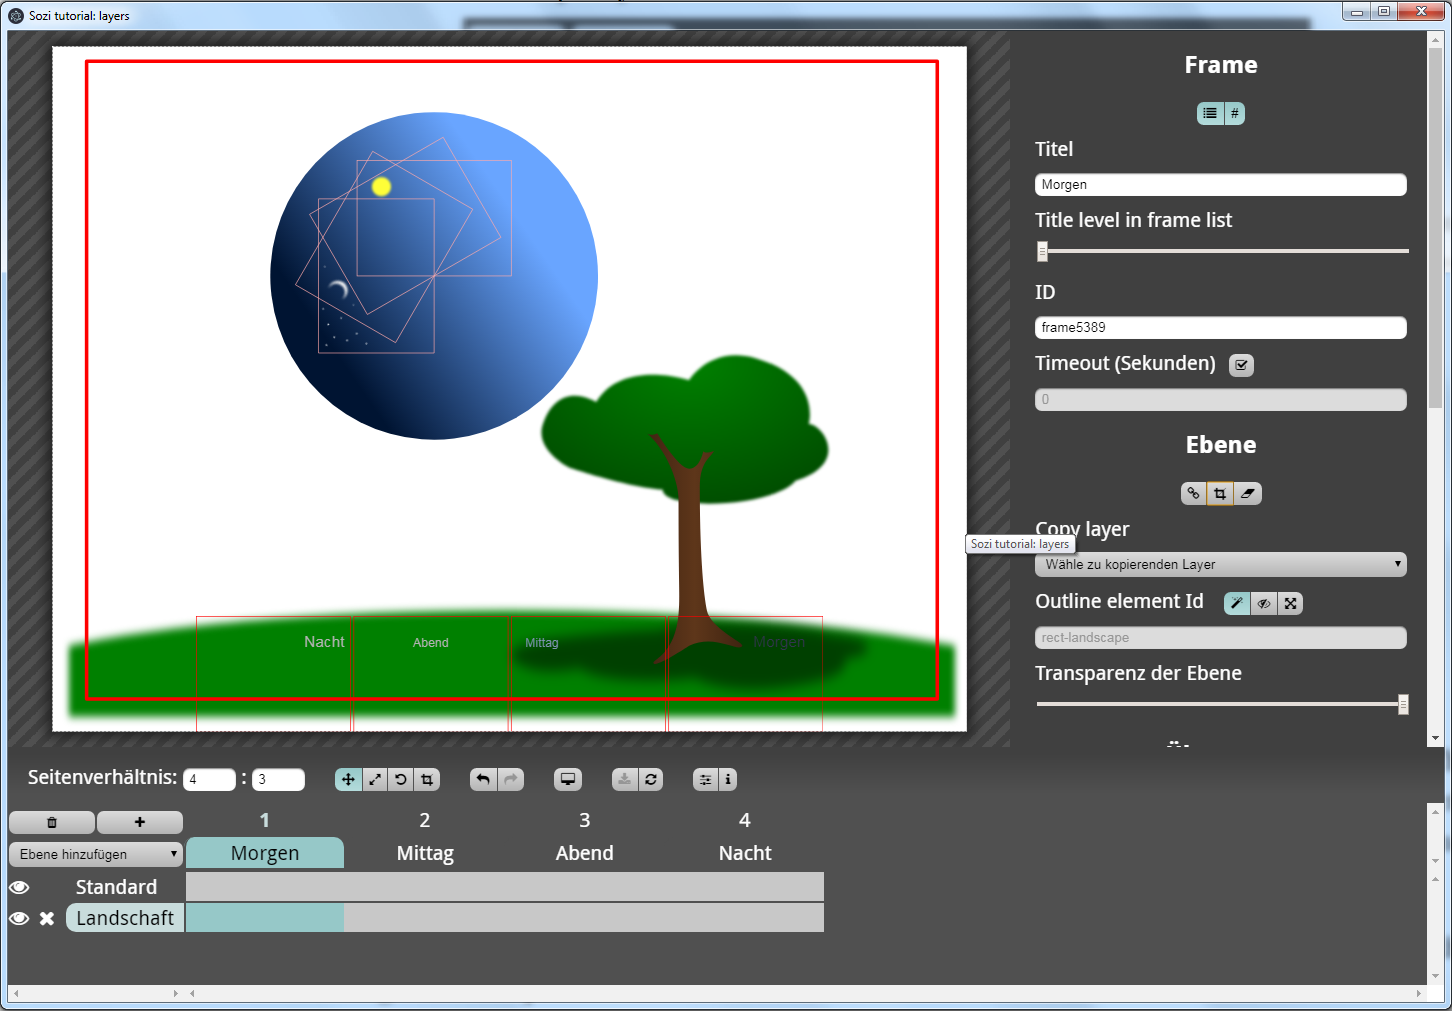 Sozi tutorial: layers
Frame
#
Titel
Morgen
Title level in frame list
ID
frame5389
Timeout (Sekunden)
0
Ebene
Copy layer
Sozi tutorial: layers
Wähle zu kopierenden Layer
Outline element Id
rect-landscape
Transparenz der Ebene
Nacht
Abend
Mittag
Morgen
Seitenverhältnis: 4 : 3
1 2 3 4
Ebene hinzufügen
Morgen Mittag Abend Nacht
Standard
Landschaft